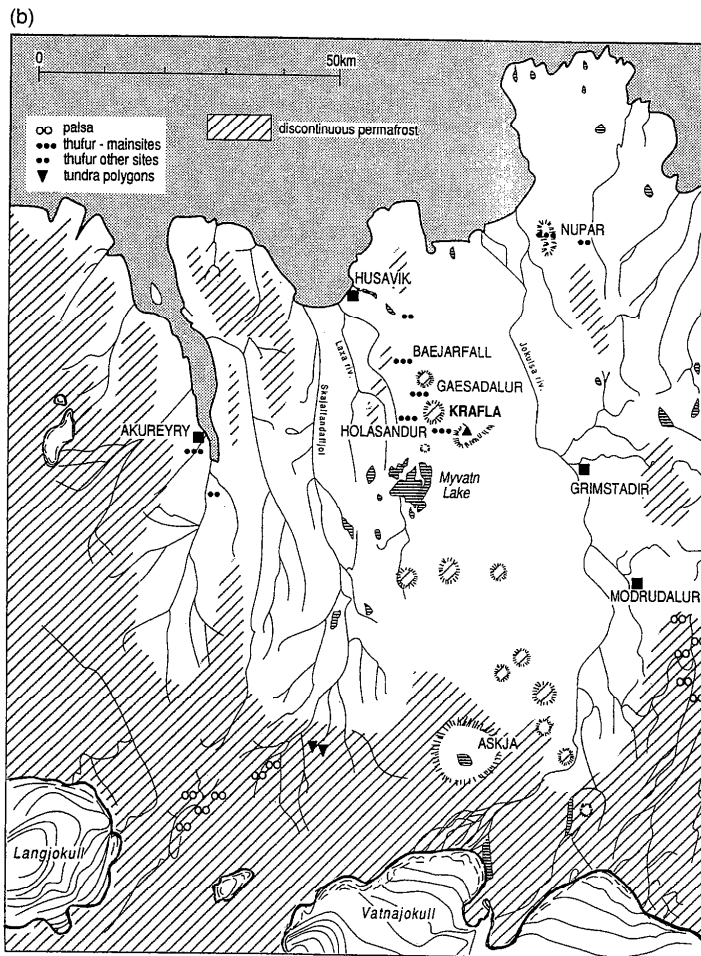 (b)
0 50km
palsa
thufur - mainsites
thufur other sites
tundra polygons
discontinuous permafrost
NUPAR
HUSAVIK
Laxa riv.
Skajalfandafljol
Jokulsa riv.
BAEJARFALL
GAESADALUR
KRAFLA
AKUREYRY
HOLASANDUR
Myvatn
Lake
GRIMSTADIR
MODRUDALUR
ASKJA
Langjokull
Vatnajokull